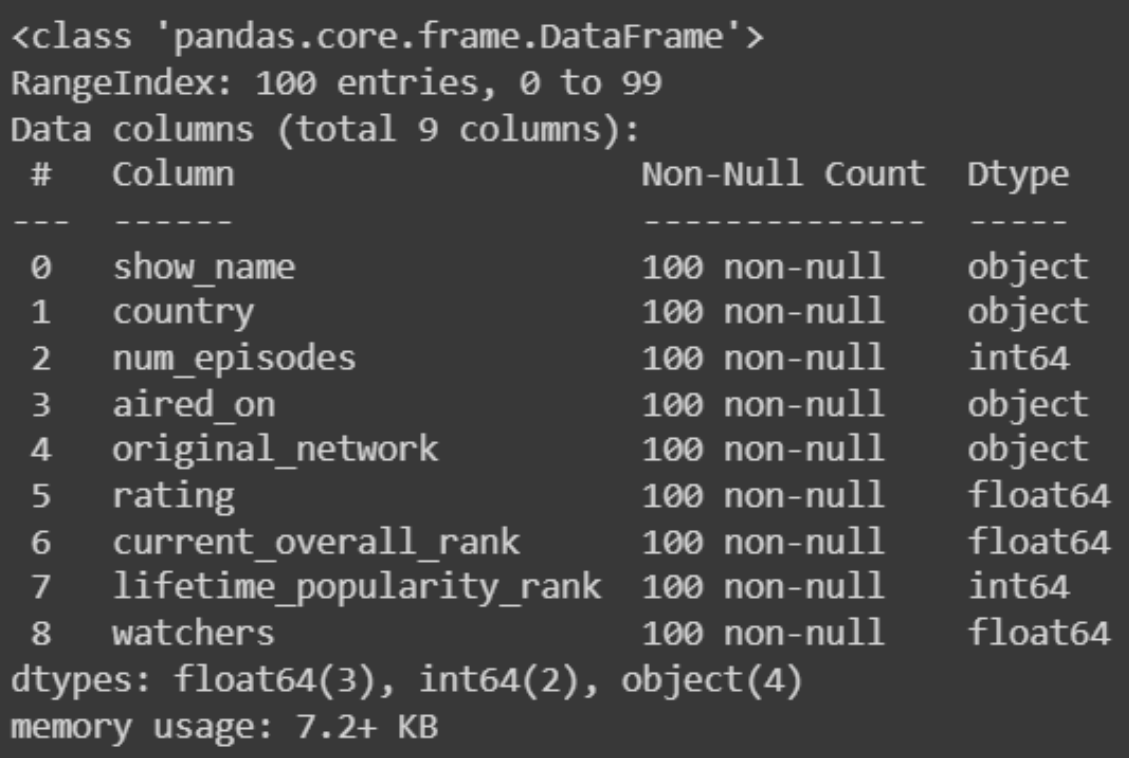 <class 'pandas.core.frame.DataFrame'>
RangeIndex: 100 entries, 0 to 99
Data columns (total 9 columns):
 #   Column                    Non-Null Count  Dtype
---  ------                    --------------  -----
 0   show_name                 100 non-null    object
 1   country                   100 non-null    object
 2   num_episodes              100 non-null    int64
 3   aired_on                  100 non-null    object
 4   original_network          100 non-null    object
 5   rating                    100 non-null    float64
 6   current_overall_rank      100 non-null    float64
 7   lifetime_popularity_rank  100 non-null    int64
 8   watchers                  100 non-null    float64
dtypes: float64(3), int64(2), object(4)
memory usage: 7.2+ KB